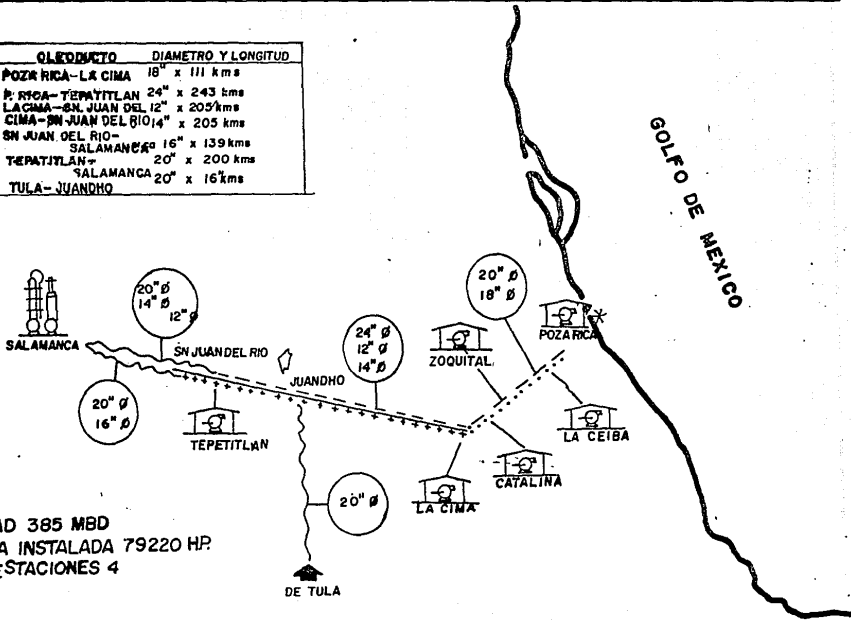 OLEODUCTO DIAMETRO Y LONGITUD
POZA RICA-LA CIMA 18" x 111 kms
P. RICA-TEPATITLAN 24" x 243 kms
LA CIMA-SN. JUAN DEL 12" x 205 kms
CIMA-SN JUAN DEL RIO 14" x 205 kms
SN JUAN DEL RIO-
SALAMANCA 16" x 139 kms
TEPATITLAN- 20" x 200 kms
SALAMANCA 20" x 16 kms
TULA-JUANDHO
GOLFO DE MEXICO
20" Ø
18" Ø
20" Ø
14" Ø
12" Ø
24" Ø
12" Ø
14" Ø
POZA RICA
ZOQUITAL
SALAMANCA
SN JUAN DEL RIO
JUANDHO
20" Ø
16" Ø
TEPETITLAN
LA CEIBA
CATALINA
LA CIMA
20" Ø
AD 385 MBD
A INSTALADA 79220 HP.
ESTACIONES 4
DE TULA